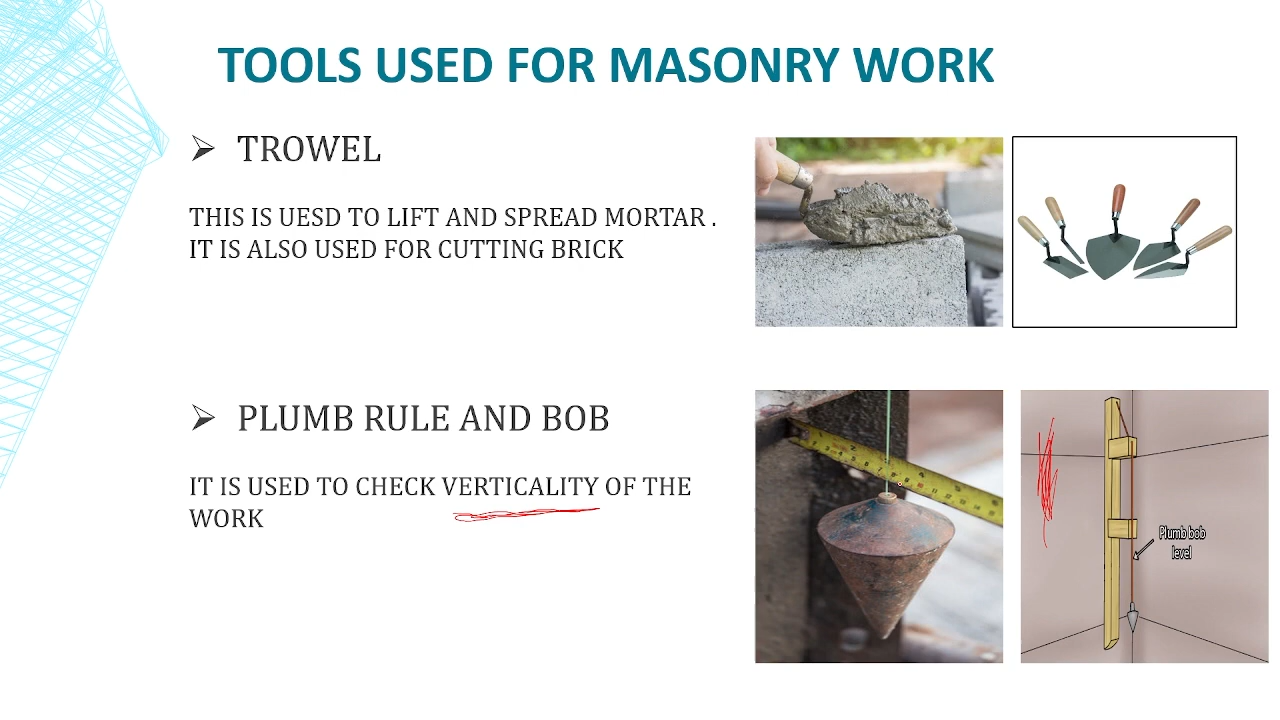 TOOLS USED FOR MASONRY WORK
➢ TROWEL
THIS IS UESD TO LIFT AND SPREAD MORTAR .
IT IS ALSO USED FOR CUTTING BRICK
➢ PLUMB RULE AND BOB
IT IS USED TO CHECK VERTICALITY OF THE
WORK
Plumb bob
level